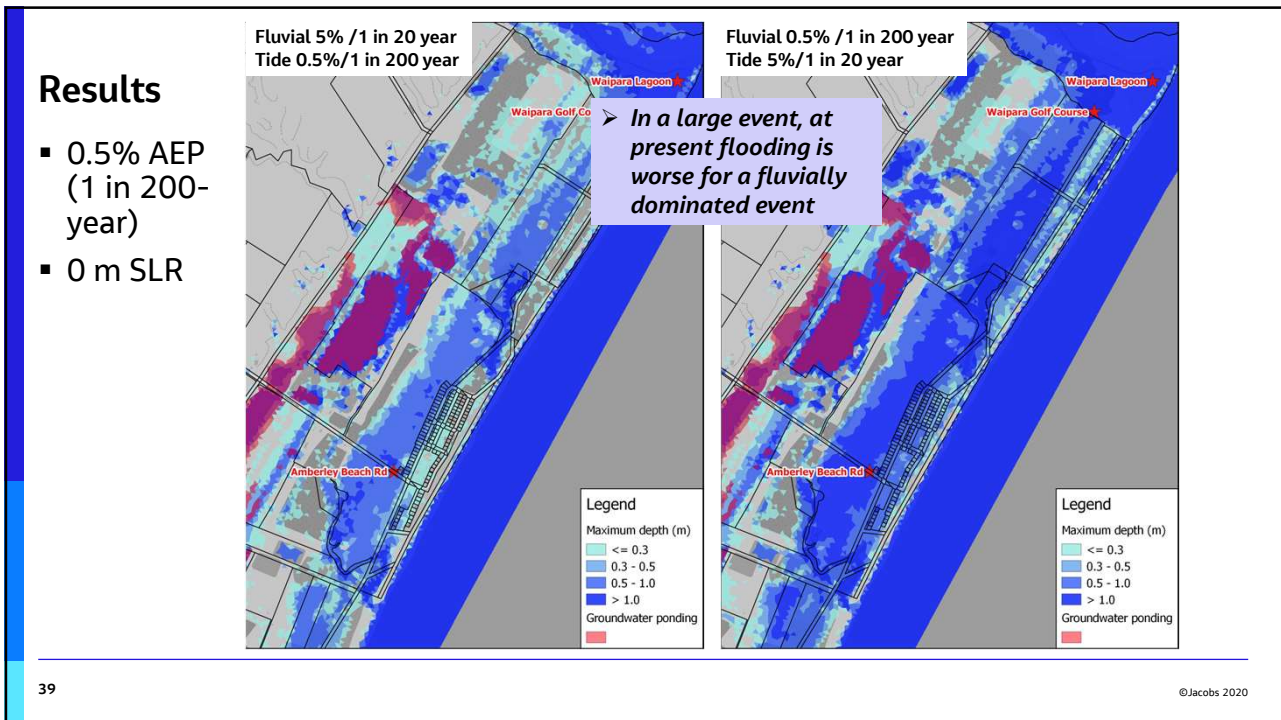 Results
▪ 0.5% AEP
(1 in 200-
year)
▪ 0 m SLR
Fluvial 5% /1 in 20 year
Tide 0.5%/1 in 200 year
Waipara Lagoon
Waipara Golf Co
Amberley Beach Rd
Legend
Maximum depth (m)
<= 0.3
0.3 - 0.5
0.5 - 1.0
> 1.0
Groundwater ponding
➢ In a large event, at
present flooding is
worse for a fluvially
dominated event
Fluvial 0.5% /1 in 200 year
Tide 5%/1 in 20 year
Waipara Lagoon
Waipara Golf Course
Amberley Beach Rd
Legend
Maximum depth (m)
<= 0.3
0.3 - 0.5
0.5 - 1.0
> 1.0
Groundwater ponding
39
©Jacobs 2020